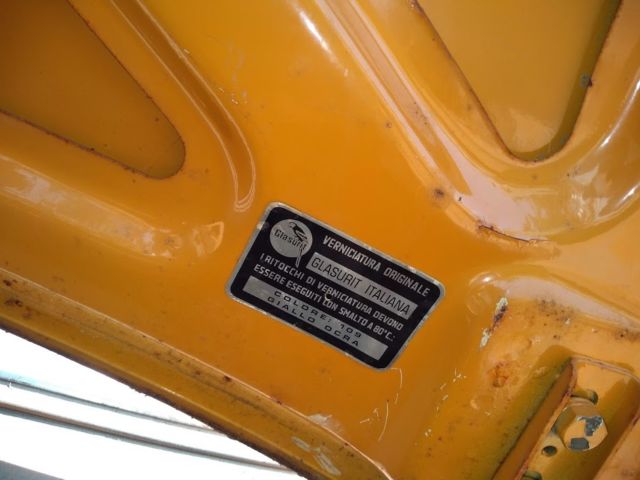 Glasurit
VERNICIATURA ORIGINALE
GLASURIT ITALIANA
I RITOCCHI DI VERNICIATURA DEVONO
ESSERE ESEGUITI CON SMALTO A 80°C.
COLORE: 109
GIALLO OCRA